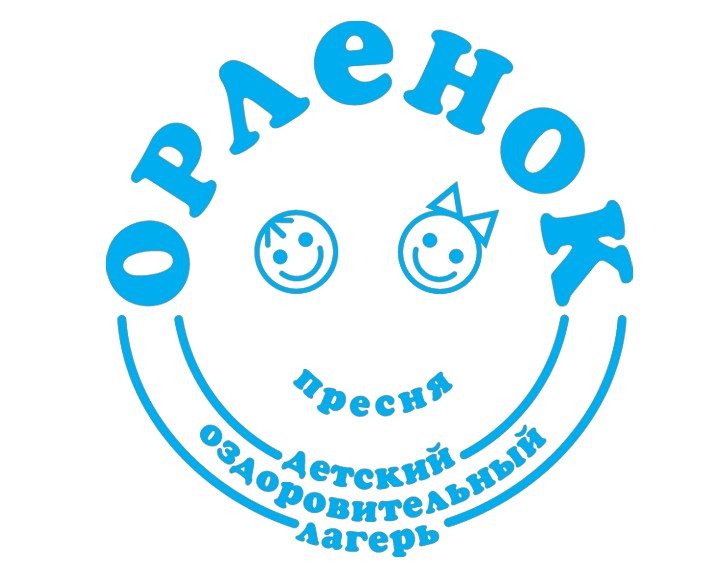 орленок
пресня
детский
оздоровительный
лагерь